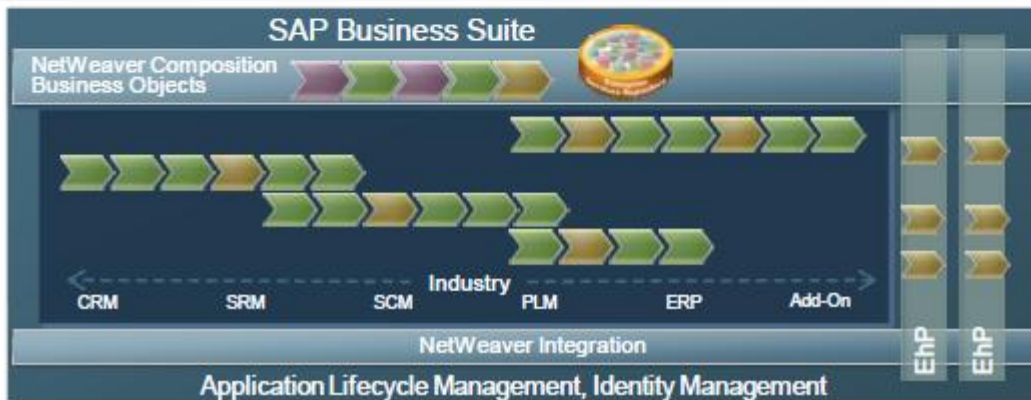 SAP Business Suite
NetWeaver Composition
Business Objects
Industry
CRM SRM SCM PLM ERP Add-On
NetWeaver Integration
EhP
EhP
Application Lifecycle Management, Identity Management